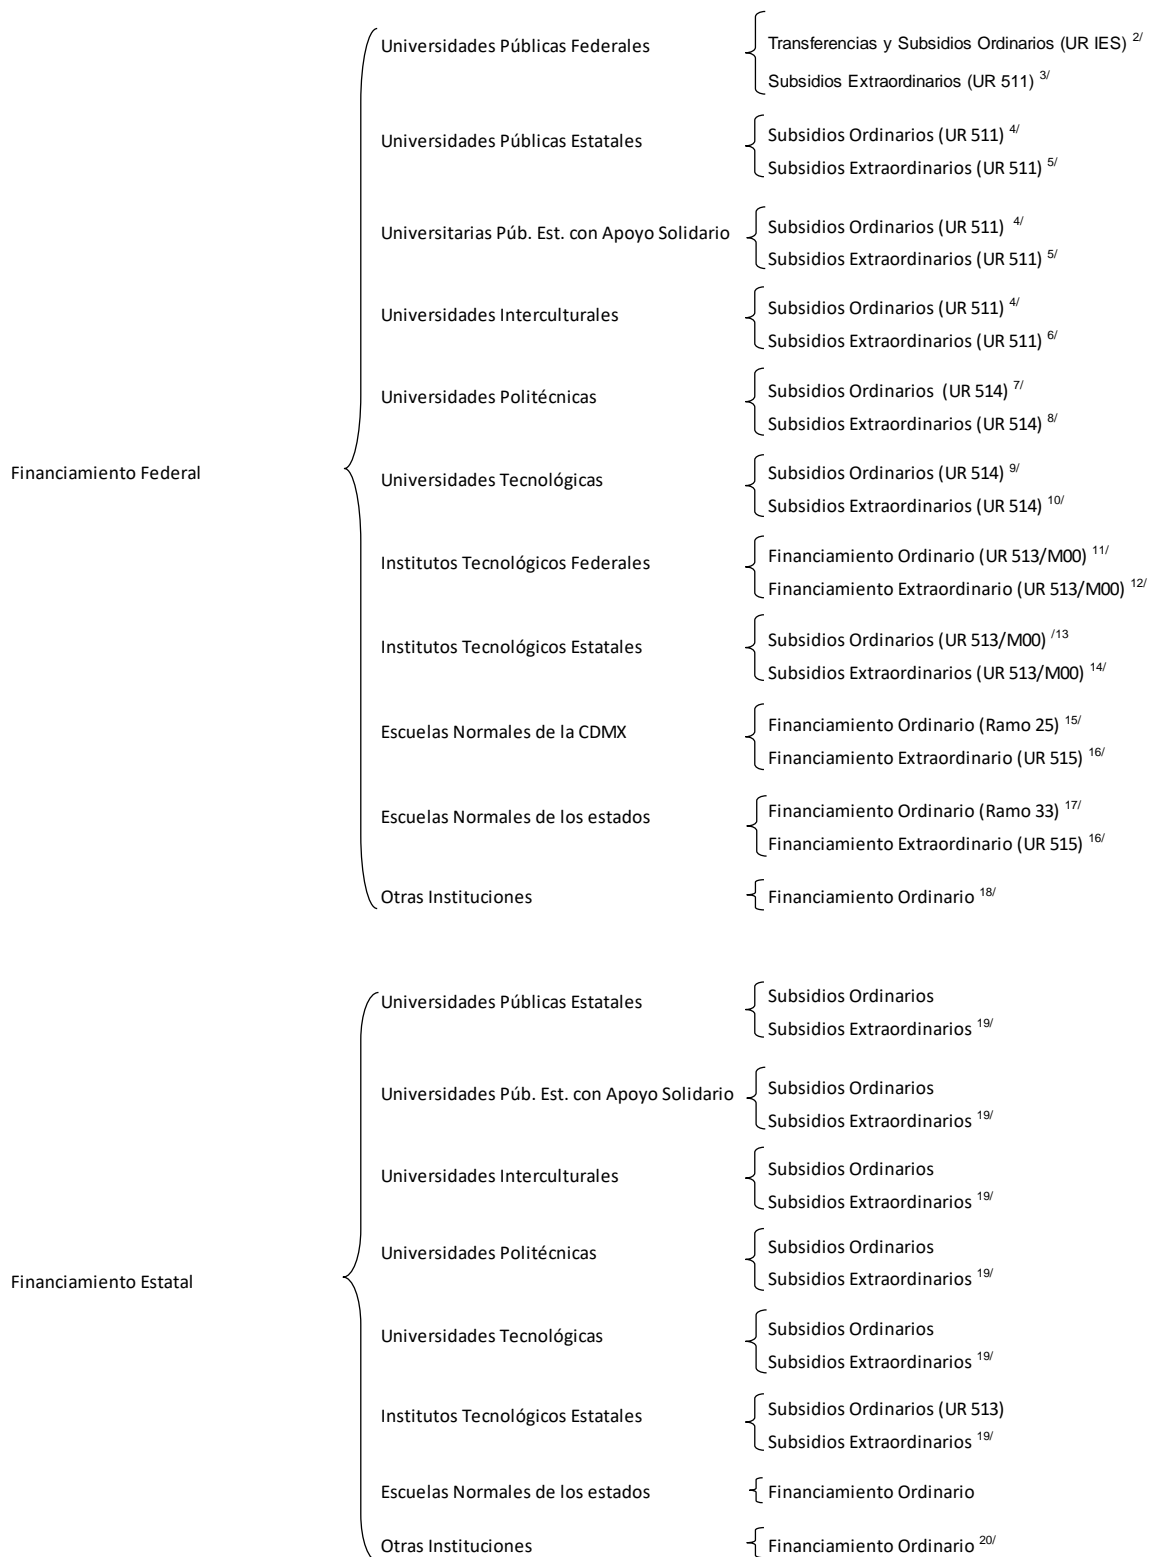 Financiamiento Federal
Universidades Públicas Federales
Transferencias y Subsidios Ordinarios (UR IES) 2/
Subsidios Extraordinarios (UR 511) 3/
Universidades Públicas Estatales
Subsidios Ordinarios (UR 511) 4/
Subsidios Extraordinarios (UR 511) 5/
Universitarias Púb. Est. con Apoyo Solidario
Subsidios Ordinarios (UR 511) 4/
Subsidios Extraordinarios (UR 511) 5/
Universidades Interculturales
Subsidios Ordinarios (UR 511) 4/
Subsidios Extraordinarios (UR 511) 6/
Universidades Politécnicas
Subsidios Ordinarios (UR 514) 7/
Subsidios Extraordinarios (UR 514) 8/
Universidades Tecnológicas
Subsidios Ordinarios (UR 514) 9/
Subsidios Extraordinarios (UR 514) 10/
Institutos Tecnológicos Federales
Financiamiento Ordinario (UR 513/M00) 11/
Financiamiento Extraordinario (UR 513/M00) 12/
Institutos Tecnológicos Estatales
Subsidios Ordinarios (UR 513/M00) /13
Subsidios Extraordinarios (UR 513/M00) 14/
Escuelas Normales de la CDMX
Financiamiento Ordinario (Ramo 25) 15/
Financiamiento Extraordinario (UR 515) 16/
Escuelas Normales de los estados
Financiamiento Ordinario (Ramo 33) 17/
Financiamiento Extraordinario (UR 515) 16/
Otras Instituciones
Financiamiento Ordinario 18/
Financiamiento Estatal
Universidades Públicas Estatales
Subsidios Ordinarios
Subsidios Extraordinarios 19/
Universidades Púb. Est. con Apoyo Solidario
Subsidios Ordinarios
Subsidios Extraordinarios 19/
Universidades Interculturales
Subsidios Ordinarios
Subsidios Extraordinarios 19/
Universidades Politécnicas
Subsidios Ordinarios
Subsidios Extraordinarios 19/
Universidades Tecnológicas
Subsidios Ordinarios
Subsidios Extraordinarios 19/
Institutos Tecnológicos Estatales
Subsidios Ordinarios (UR 513)
Subsidios Extraordinarios 19/
Escuelas Normales de los estados
Financiamiento Ordinario
Otras Instituciones
Financiamiento Ordinario 20/